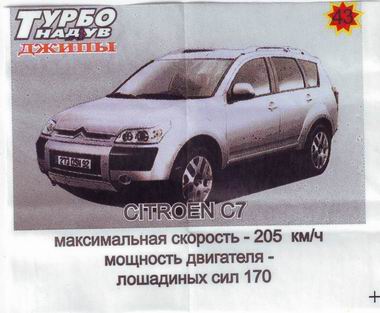 ТУРБО
НАДУВ
ДЖИПЫ
43
CITROEN C7
максимальная скорость - 205 км/ч
мощность двигателя -
лошадиных сил 170